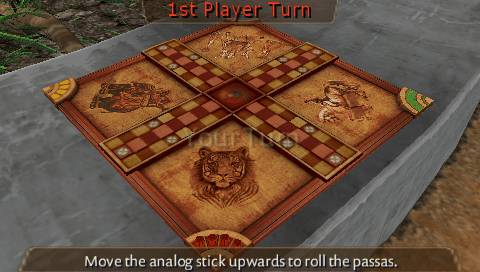 1st Player Turn
Your Turn
Move the analog stick upwards to roll the passas.